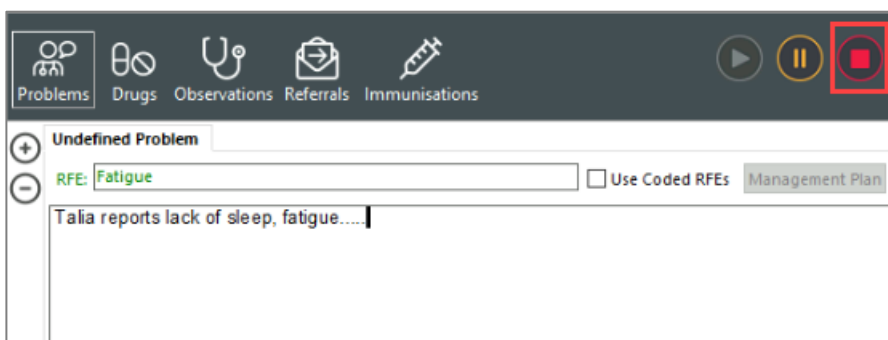 Problems Drugs Observations Referrals Immunisations
Undefined Problem
RFE: Fatigue Use Coded RFEs Management Plan
Talia reports lack of sleep, fatigue.....